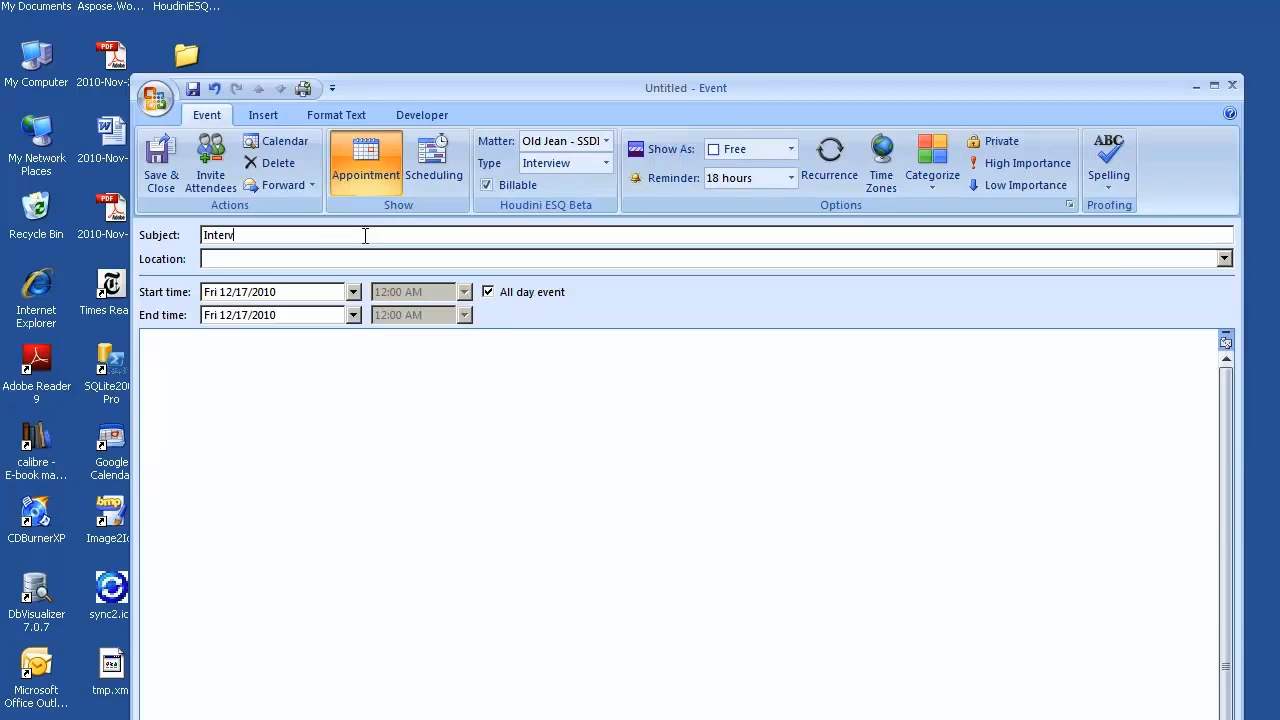 My Documents Aspose.Wo... HoudiniESQ...
My Computer
2010-Nov-
My Network Places
2010-Nov-
Recycle Bin
2010-Nov-
Internet Explorer
Times Rea
Adobe Reader 9
SQLite20
Pro
calibre - E-book ma...
Google
Calenda
CDBurnerXP
Image2Ic
DbVisualizer 7.0.7
sync2.ic
Microsoft Office Outl...
tmp.xm
Untitled - Event
Event Insert Format Text Developer
Save & Close
Invite Attendees
Calendar
Delete
Forward
Actions
Appointment
Scheduling
Show
Matter: Old Jean - SSDI
Type Interview
Billable
Houdini ESQ Beta
Show As: Free
Reminder: 18 hours
Recurrence
Time Zones
Categorize
Private
High Importance
Low Importance
Options
ABC
Spelling
Proofing
Subject: Interv
Location:
Start time: Fri 12/17/2010 12:00 AM All day event
End time: Fri 12/17/2010 12:00 AM